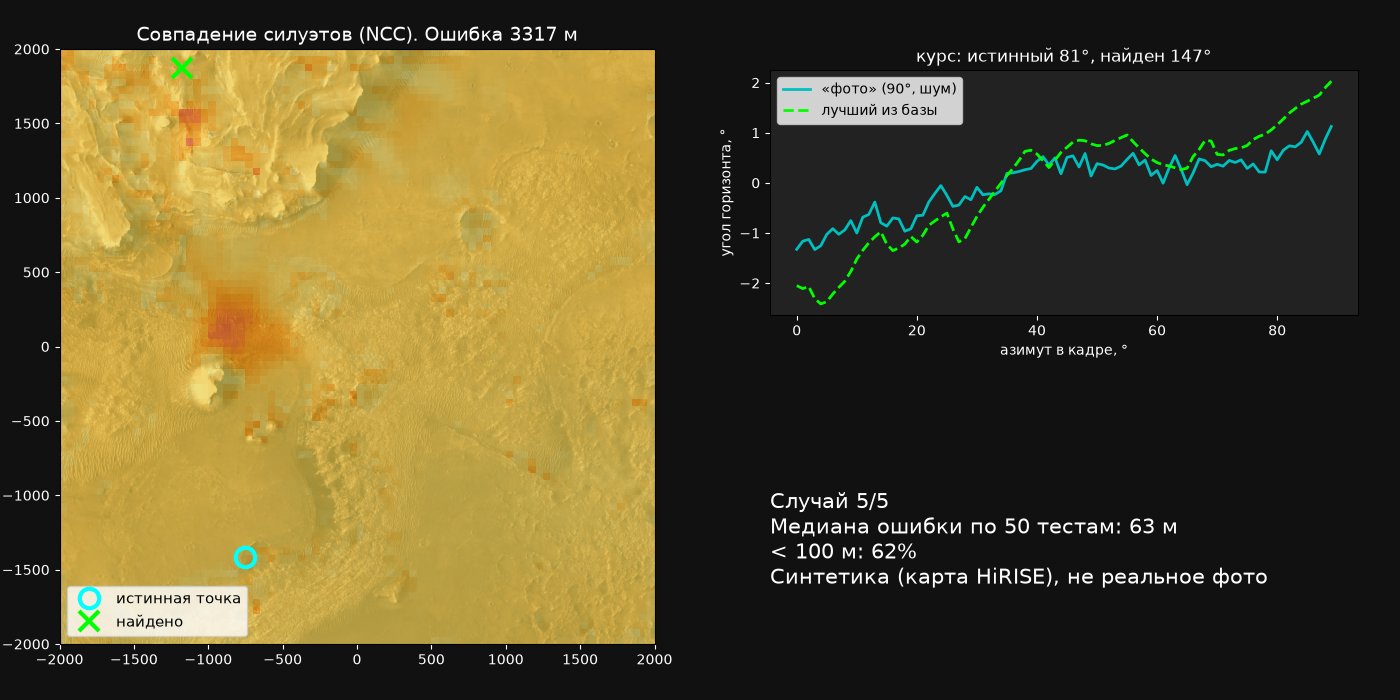 Совпадение силуэтов (NCC). Ошибка 3317 м
2000
1500
1000
500
0
−500
−1000
−1500
−2000
−2000 −1500 −1000 −500 0 500 1000 1500 2000
истинная точка
найдено
курс: истинный 81°, найден 147°
угол горизонта, °
2
1
0
−1
−2
«фото» (90°, шум)
лучший из базы
0 20 40 60 80
азимут в кадре, °
Случай 5/5
Медиана ошибки по 50 тестам: 63 м
< 100 м: 62%
Синтетика (карта HiRISE), не реальное фото